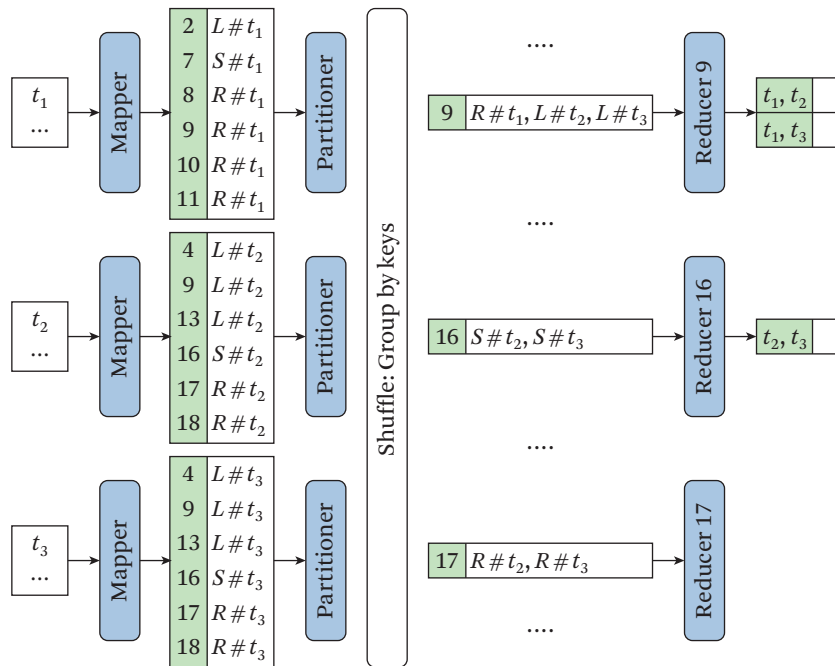 t₁
...
Mapper
2 L#t₁
7 S#t₁
8 R#t₁
9 R#t₁
10 R#t₁
11 R#t₁
Partitioner
t₂
...
Mapper
4 L#t₂
9 L#t₂
13 L#t₂
16 S#t₂
17 R#t₂
18 R#t₂
Partitioner
t₃
...
Mapper
4 L#t₃
9 L#t₃
13 L#t₃
16 S#t₃
17 R#t₃
18 R#t₃
Partitioner
Shuffle: Group by keys
....
9 R#t₁, L#t₂, L#t₃
Reducer 9
t₁, t₂
t₁, t₃
....
16 S#t₂, S#t₃
Reducer 16
t₂, t₃
....
17 R#t₂, R#t₃
Reducer 17
....